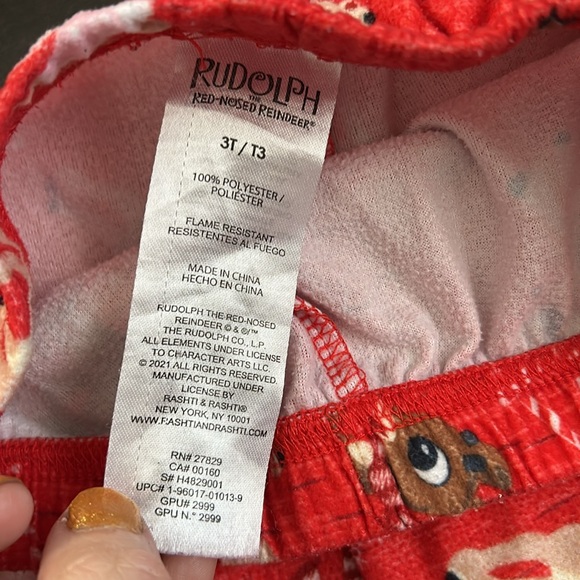 RUDOLPH
THE
RED-NOSED REINDEER®
3T / T3
100% POLYESTER /
POLIÉSTER
FLAME RESISTANT
RESISTENTES AL FUEGO
MADE IN CHINA
HECHO EN CHINA
RUDOLPH THE RED-NOSED
REINDEER © & ®/™
THE RUDOLPH CO., L.P.
ALL ELEMENTS UNDER LICENSE
TO CHARACTER ARTS LLC.
© 2021 ALL RIGHTS RESERVED.
MANUFACTURED UNDER
LICENSE BY
RASHTI & RASHTI®
NEW YORK, NY 10001
WWW.RASHTIANDRASHTI.COM
RN# 27829
CA# 00160
S# H4829001
UPC# 1-96017-01013-9
GPU# 2999
GPU N.° 2999